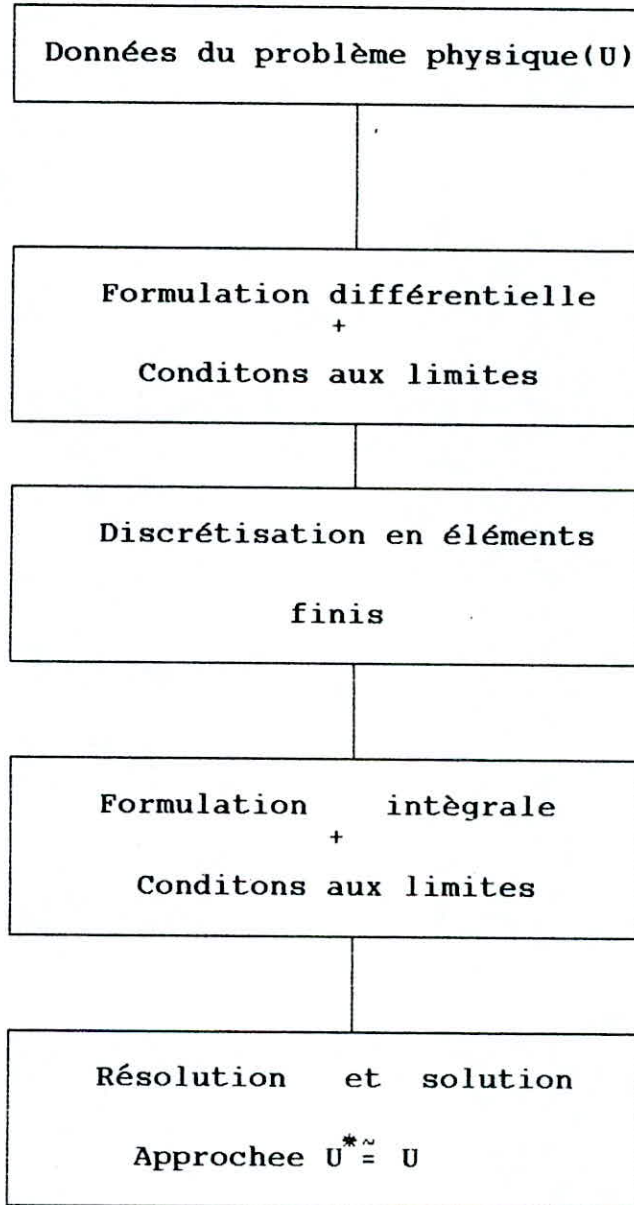 Données du problème physique(U)
Formulation différentielle
+
Conditons aux limites
Discrétisation en éléments
finis
Formulation intègrale
+
Conditons aux limites
Résolution et solution
Approchee U* ≅ U